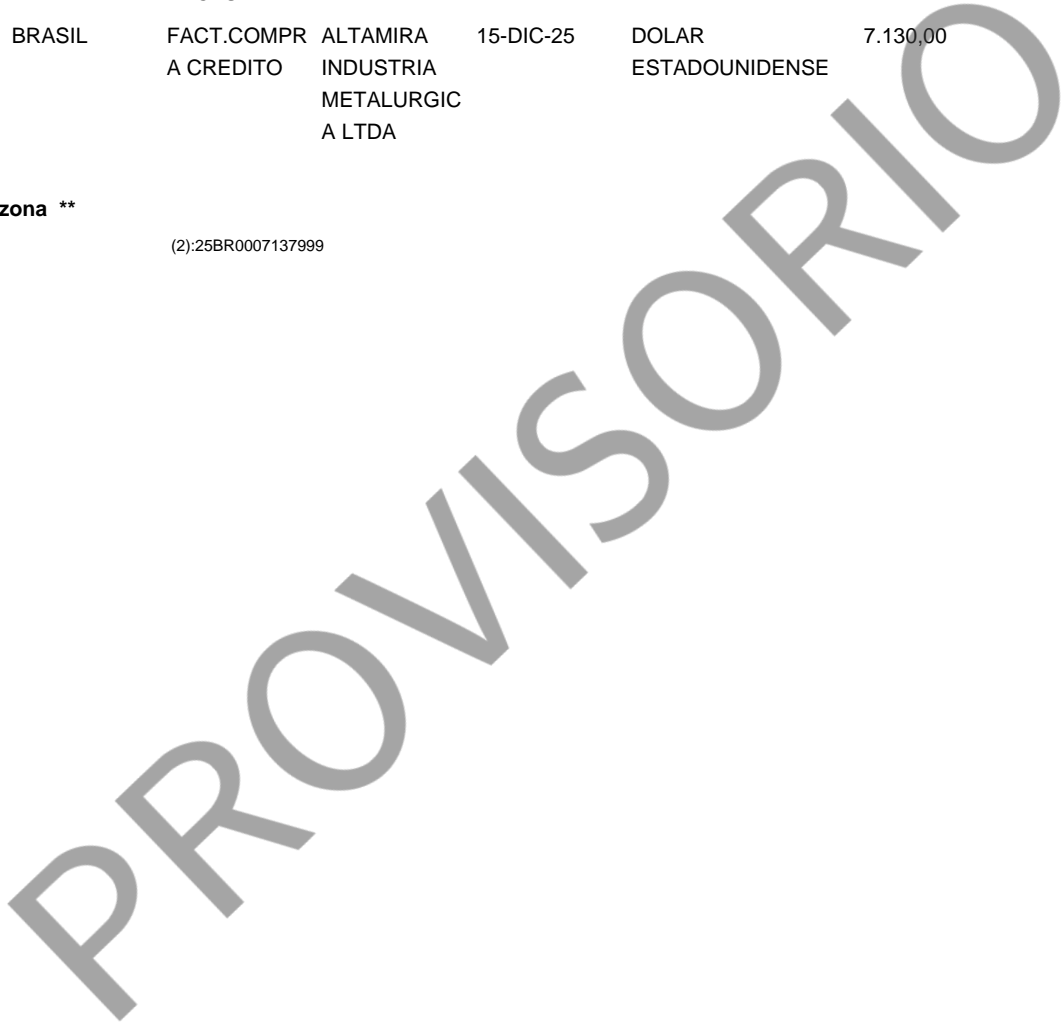 BRASIL FACT.COMPR ALTAMIRA 15-DIC-25 DOLAR 7.130,00
A CREDITO INDUSTRIA ESTADOUNIDENSE
METALURGIC
A LTDA
zona **
(2):25BR0007137999
PROVISORIO